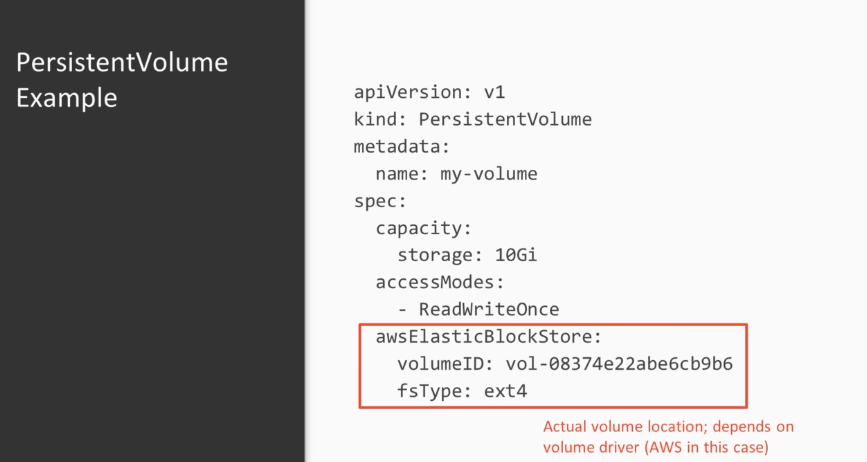 PersistentVolume
Example
apiVersion: v1
kind: PersistentVolume
metadata:
  name: my-volume
spec:
  capacity:
    storage: 10Gi
  accessModes:
    - ReadWriteOnce
  awsElasticBlockStore:
    volumeID: vol-08374e22abe6cb9b6
    fsType: ext4
Actual volume location; depends on
volume driver (AWS in this case)